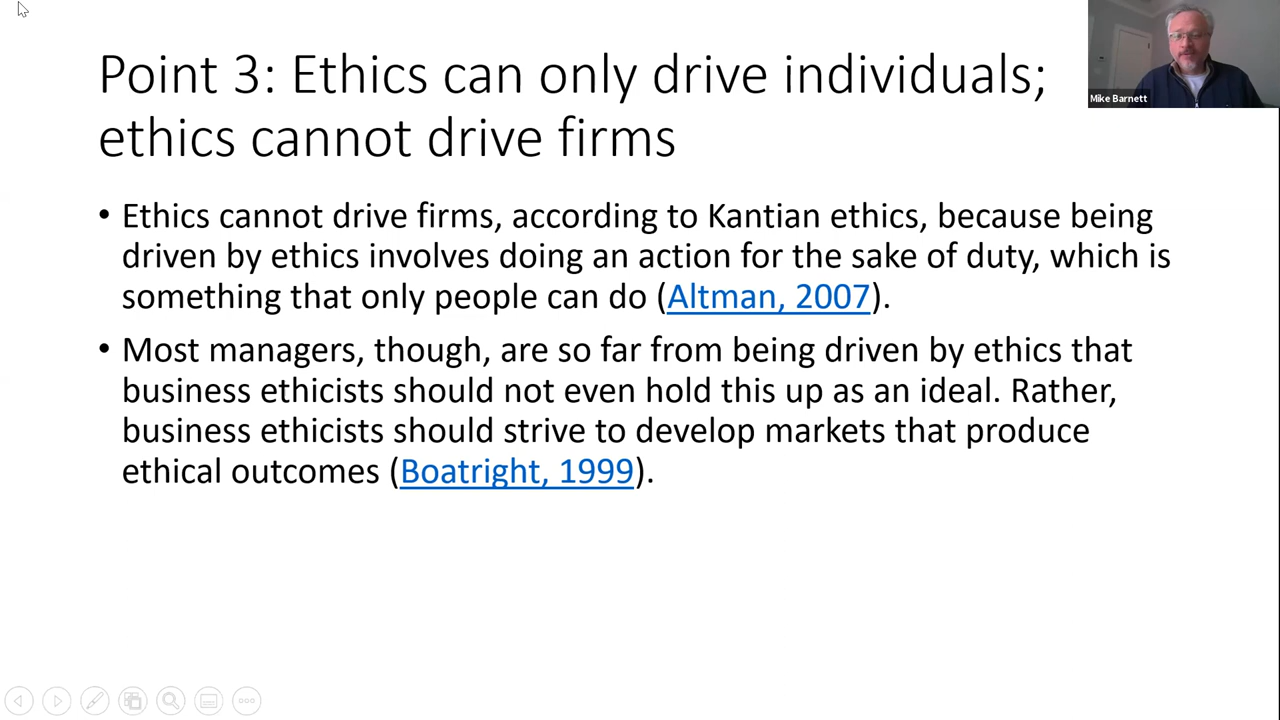 Point 3: Ethics can only drive individuals;
ethics cannot drive firms
Mike Barnett
• Ethics cannot drive firms, according to Kantian ethics, because being
driven by ethics involves doing an action for the sake of duty, which is
something that only people can do (Altman, 2007).
• Most managers, though, are so far from being driven by ethics that
business ethicists should not even hold this up as an ideal. Rather,
business ethicists should strive to develop markets that produce
ethical outcomes (Boatright, 1999).